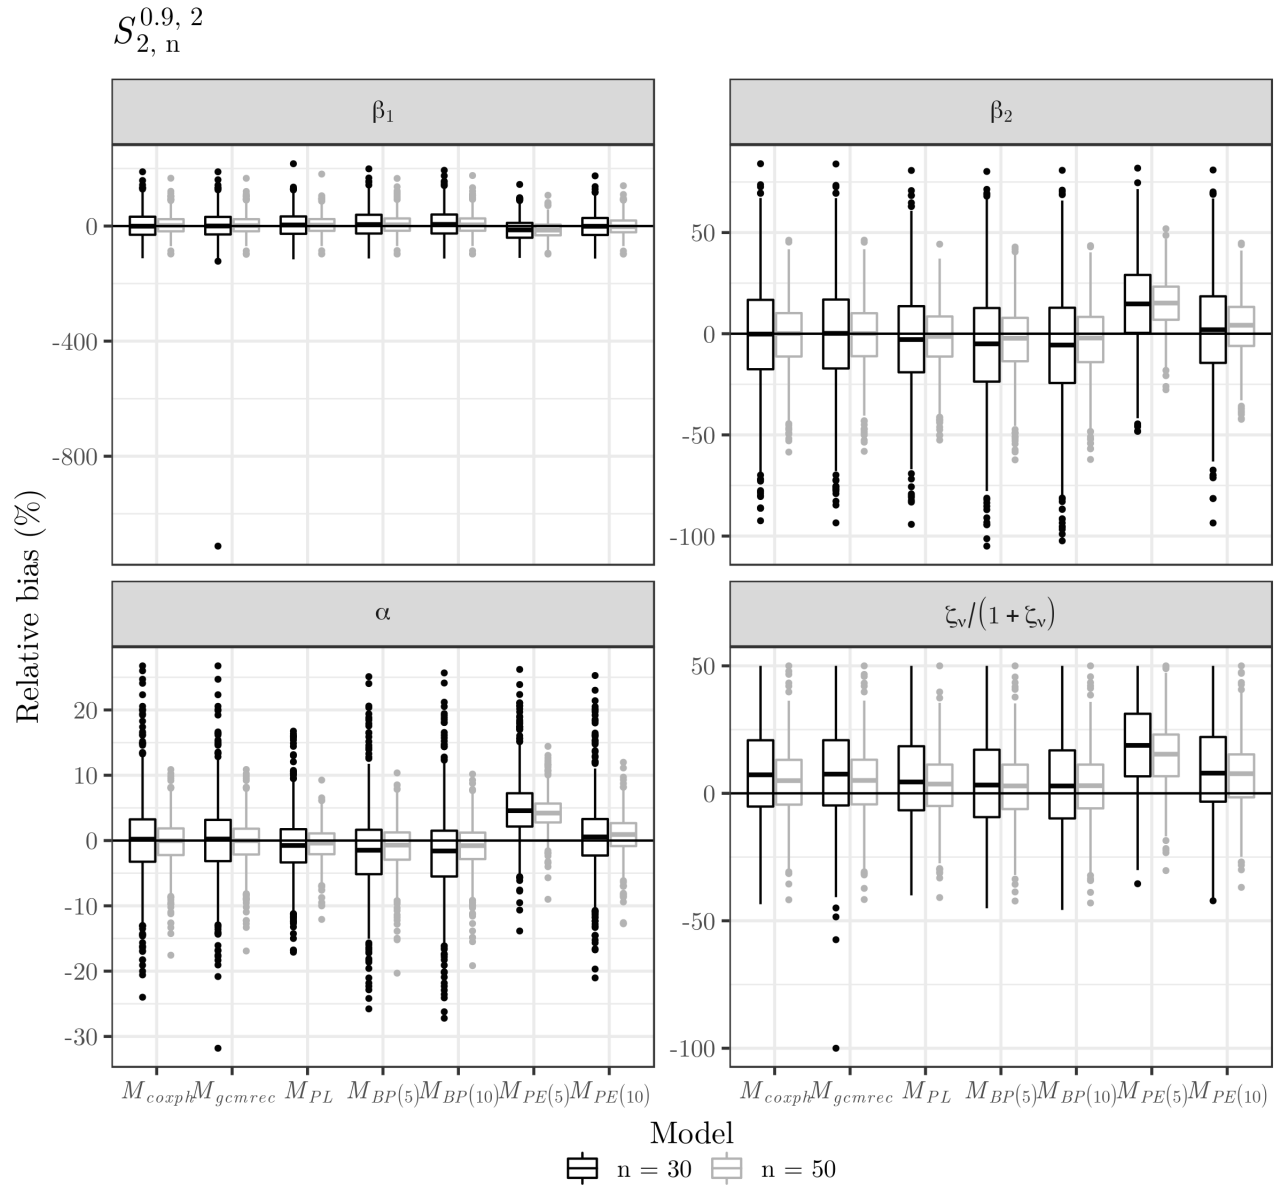 S_{2, n}^{0.9, 2}
β₁
β₂
0
-400
-800
50
0
-50
-100
Relative bias (%)
α
ζ_ν/(1 + ζ_ν)
20
10
0
-10
-20
-30
50
0
-50
-100
M_coxph M_gcmrec M_PL M_BP(5) M_BP(10) M_PE(5) M_PE(10)
M_coxph M_gcmrec M_PL M_BP(5) M_BP(10) M_PE(5) M_PE(10)
Model
n = 30 n = 50